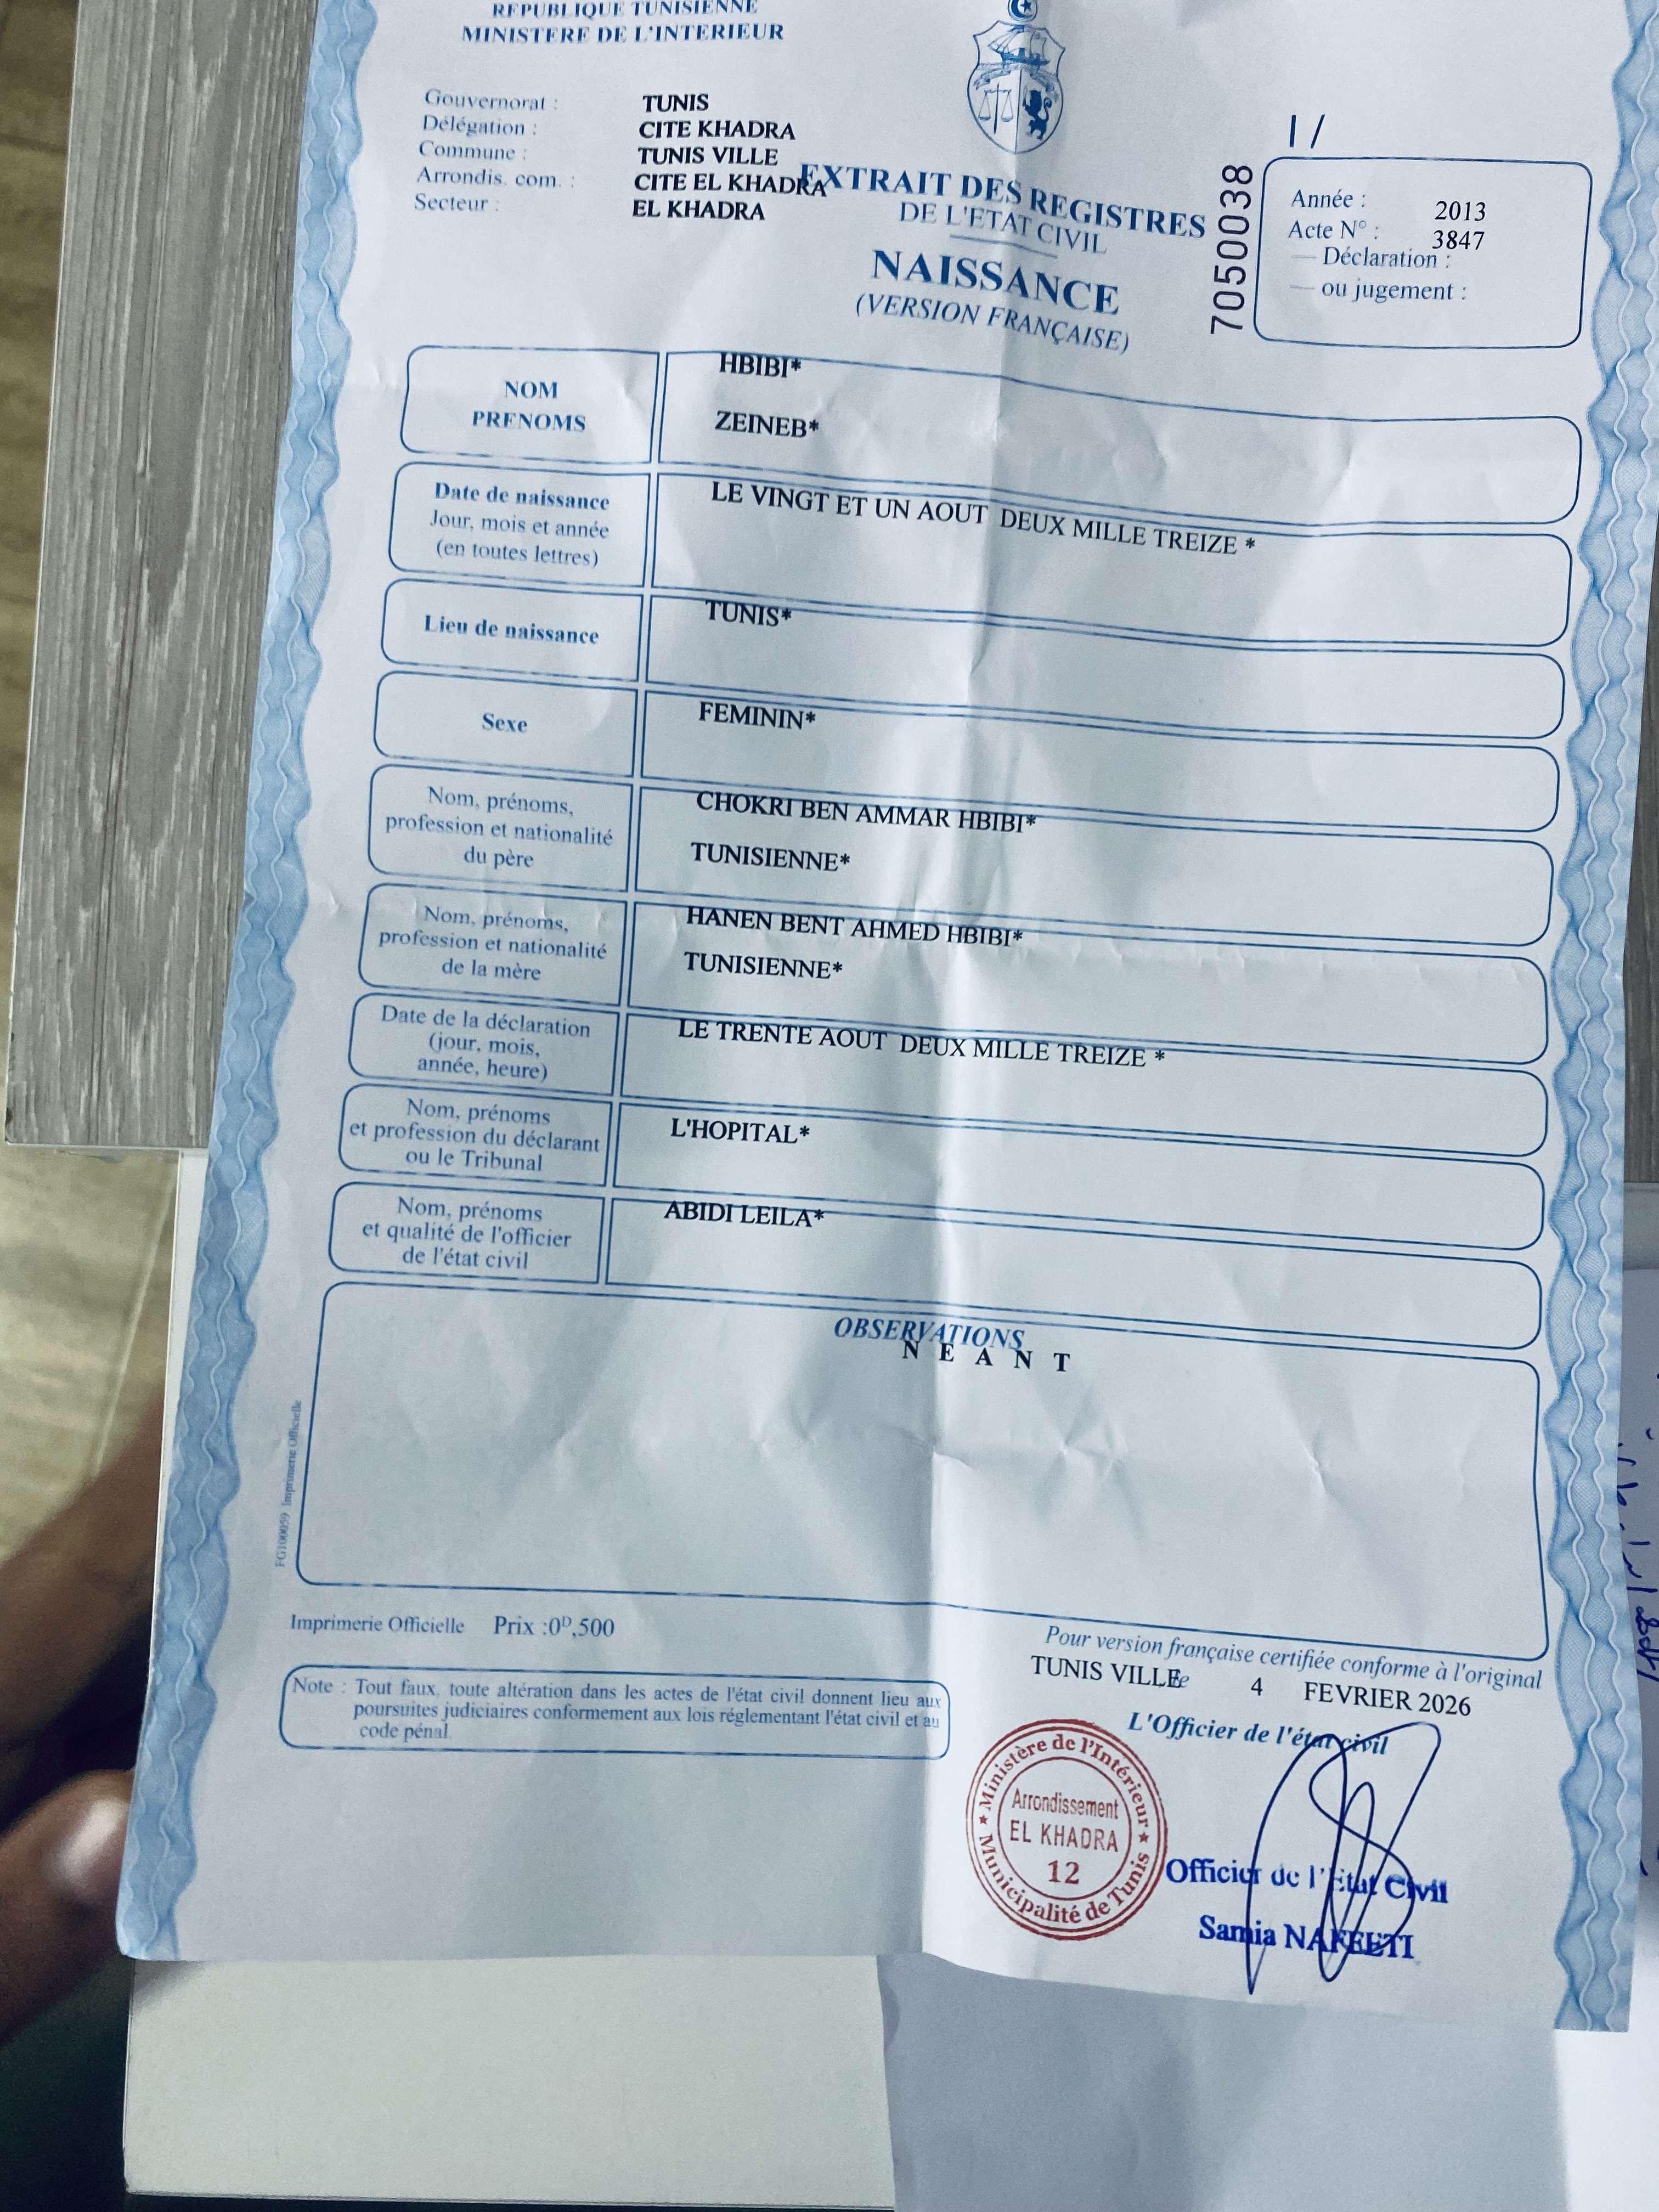 REPUBLIQUE TUNISIENNE
MINISTERE DE L'INTERIEUR
Gouvernorat : TUNIS
Délégation : CITE KHADRA
Commune : TUNIS VILLE
Arrondis. com. : CITE EL KHADRA
Secteur : EL KHADRA
EXTRAIT DES REGISTRES
DE L'ETAT CIVIL
NAISSANCE
(VERSION FRANÇAISE)
7050038
1/
Année : 2013
Acte N° : 3847
— Déclaration :
— ou jugement :
NOM
PRENOMS
HBIBI*
ZEINEB*
Date de naissance
Jour, mois et année
(en toutes lettres)
LE VINGT ET UN AOUT DEUX MILLE TREIZE *
Lieu de naissance
TUNIS*
Sexe
FEMININ*
Nom, prénoms,
profession et nationalité
du père
CHOKRI BEN AMMAR HBIBI*
TUNISIENNE*
Nom, prénoms,
profession et nationalité
de la mère
HANEN BENT AHMED HBIBI*
TUNISIENNE*
Date de la déclaration
(jour, mois,
année, heure)
LE TRENTE AOUT DEUX MILLE TREIZE *
Nom, prénoms
et profession du déclarant
ou le Tribunal
L'HOPITAL*
Nom, prénoms
et qualité de l'officier
de l'état civil
ABIDI LEILA*
OBSERVATIONS
N E A N T
FG100059 Imprimerie Officielle
Imprimerie Officielle Prix :0ᴰ,500
Note : Tout faux, toute altération dans les actes de l'état civil donnent lieu aux
poursuites judiciaires conformement aux lois réglementant l'état civil et au
code pénal.
Pour version française certifiée conforme à l'original
TUNIS VILLE le 4 FEVRIER 2026
L'Officier de l'état civil
Ministère de l'Intérieur
Arrondissement
EL KHADRA
12
Municipalité de Tunis
Officier de l'Etat Civil
Samia NAFEETI